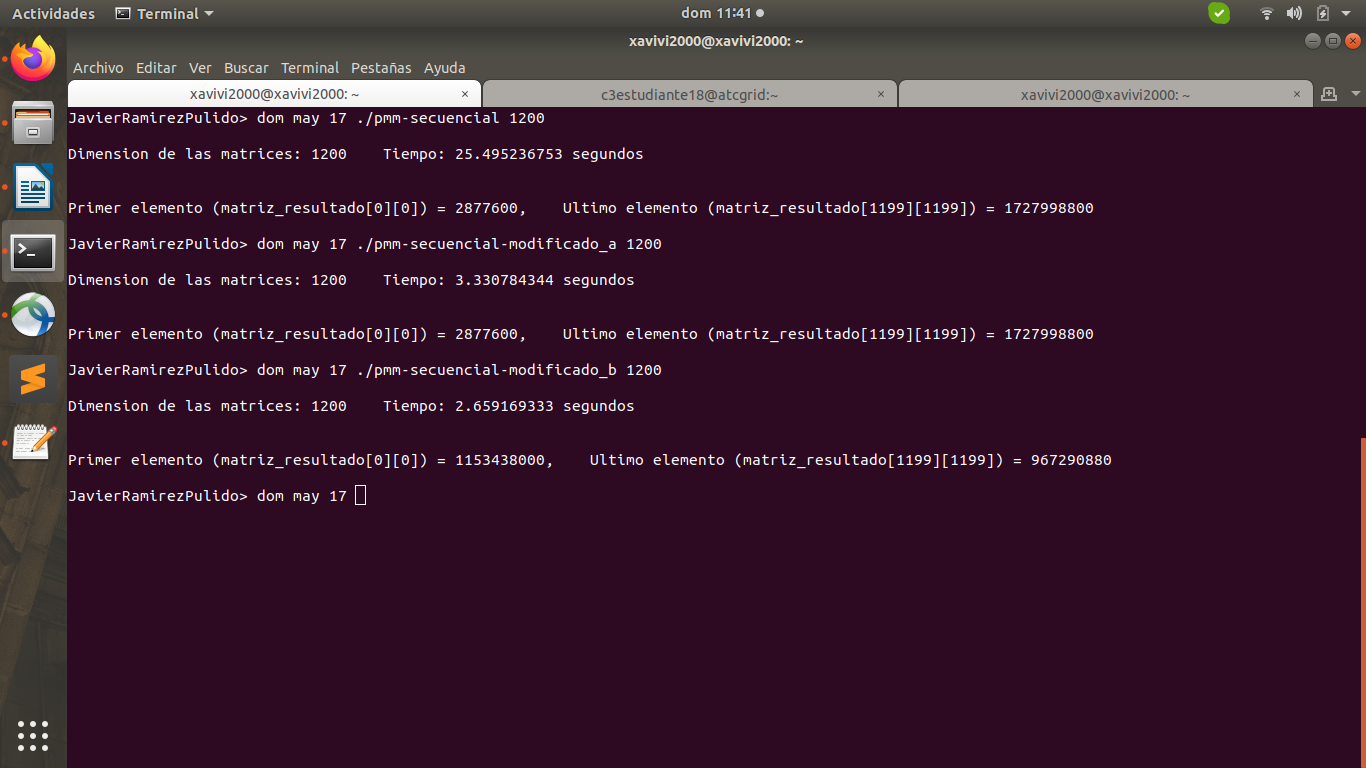 Actividades Terminal dom 11:41
xavivi2000@xavivi2000: ~
Archivo Editar Ver Buscar Terminal Pestañas Ayuda
xavivi2000@xavivi2000: ~ × c3estudiante18@atcgrid:~ × xavivi2000@xavivi2000: ~ ×
JavierRamirezPulido> dom may 17 ./pmm-secuencial 1200
Dimension de las matrices: 1200    Tiempo: 25.495236753 segundos
Primer elemento (matriz_resultado[0][0]) = 2877600,    Ultimo elemento (matriz_resultado[1199][1199]) = 1727998800
JavierRamirezPulido> dom may 17 ./pmm-secuencial-modificado_a 1200
Dimension de las matrices: 1200    Tiempo: 3.330784344 segundos
Primer elemento (matriz_resultado[0][0]) = 2877600,    Ultimo elemento (matriz_resultado[1199][1199]) = 1727998800
JavierRamirezPulido> dom may 17 ./pmm-secuencial-modificado_b 1200
Dimension de las matrices: 1200    Tiempo: 2.659169333 segundos
Primer elemento (matriz_resultado[0][0]) = 1153438000,    Ultimo elemento (matriz_resultado[1199][1199]) = 967290880
JavierRamirezPulido> dom may 17